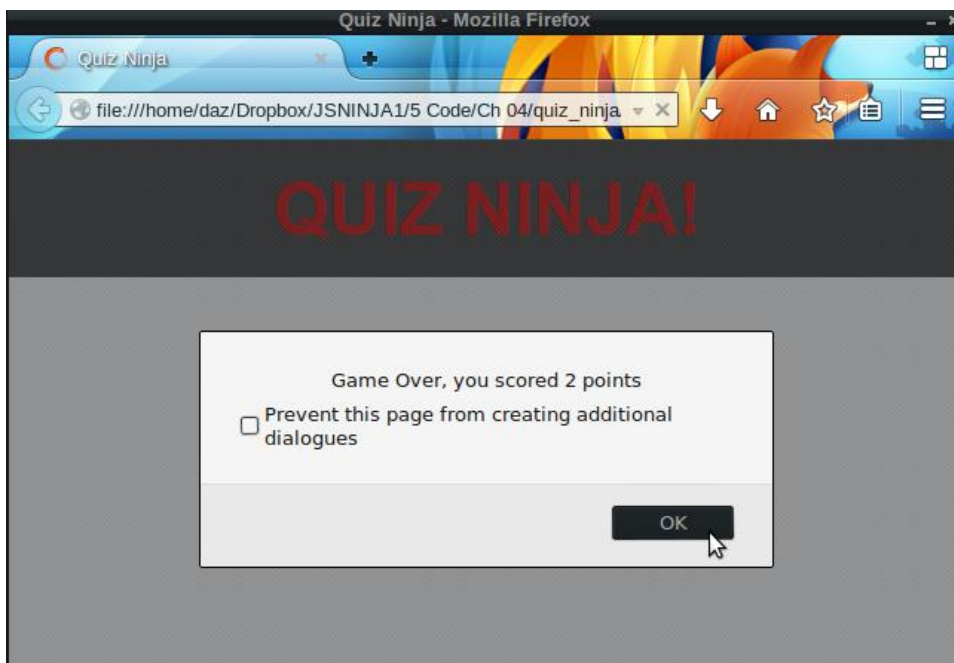 Quiz Ninja - Mozilla Firefox
Quiz Ninja
file:///home/daz/Dropbox/JSNINJA1/5 Code/Ch 04/quiz_ninja
QUIZ NINJA!
Game Over, you scored 2 points
Prevent this page from creating additional
dialogues
OK